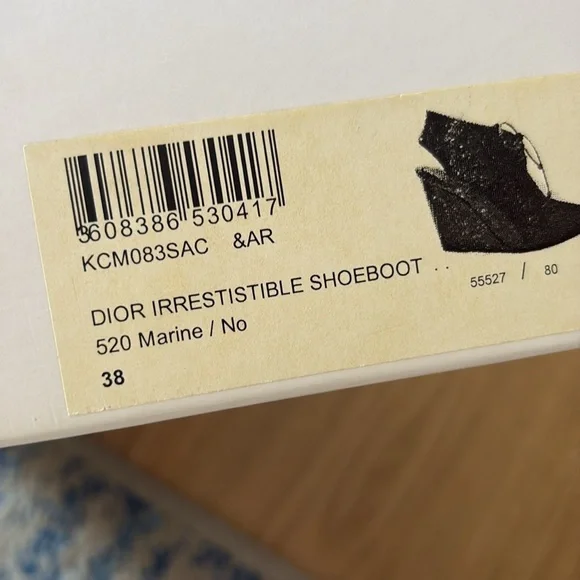 3608386 530417
KCM083SAC &AR
DIOR IRRESTISTIBLE SHOEBOOT . .
55527 / 80
520 Marine / No
38